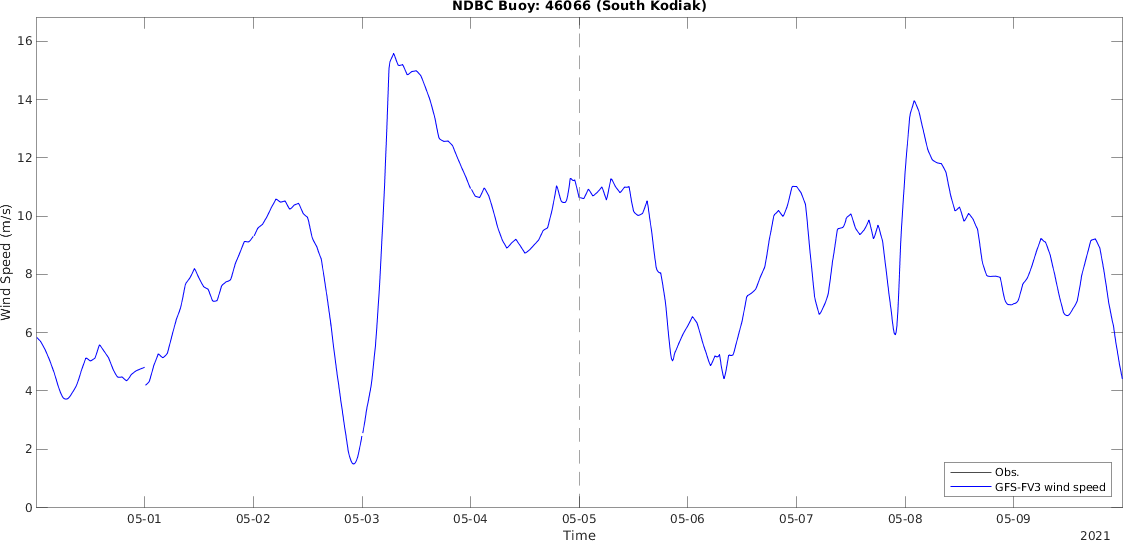 NDBC Buoy: 46066 (South Kodiak)
Wind Speed (m/s)
16
14
12
10
8
6
4
2
0
05-01 05-02 05-03 05-04 05-05 05-06 05-07 05-08 05-09
Time
2021
Obs.
GFS-FV3 wind speed